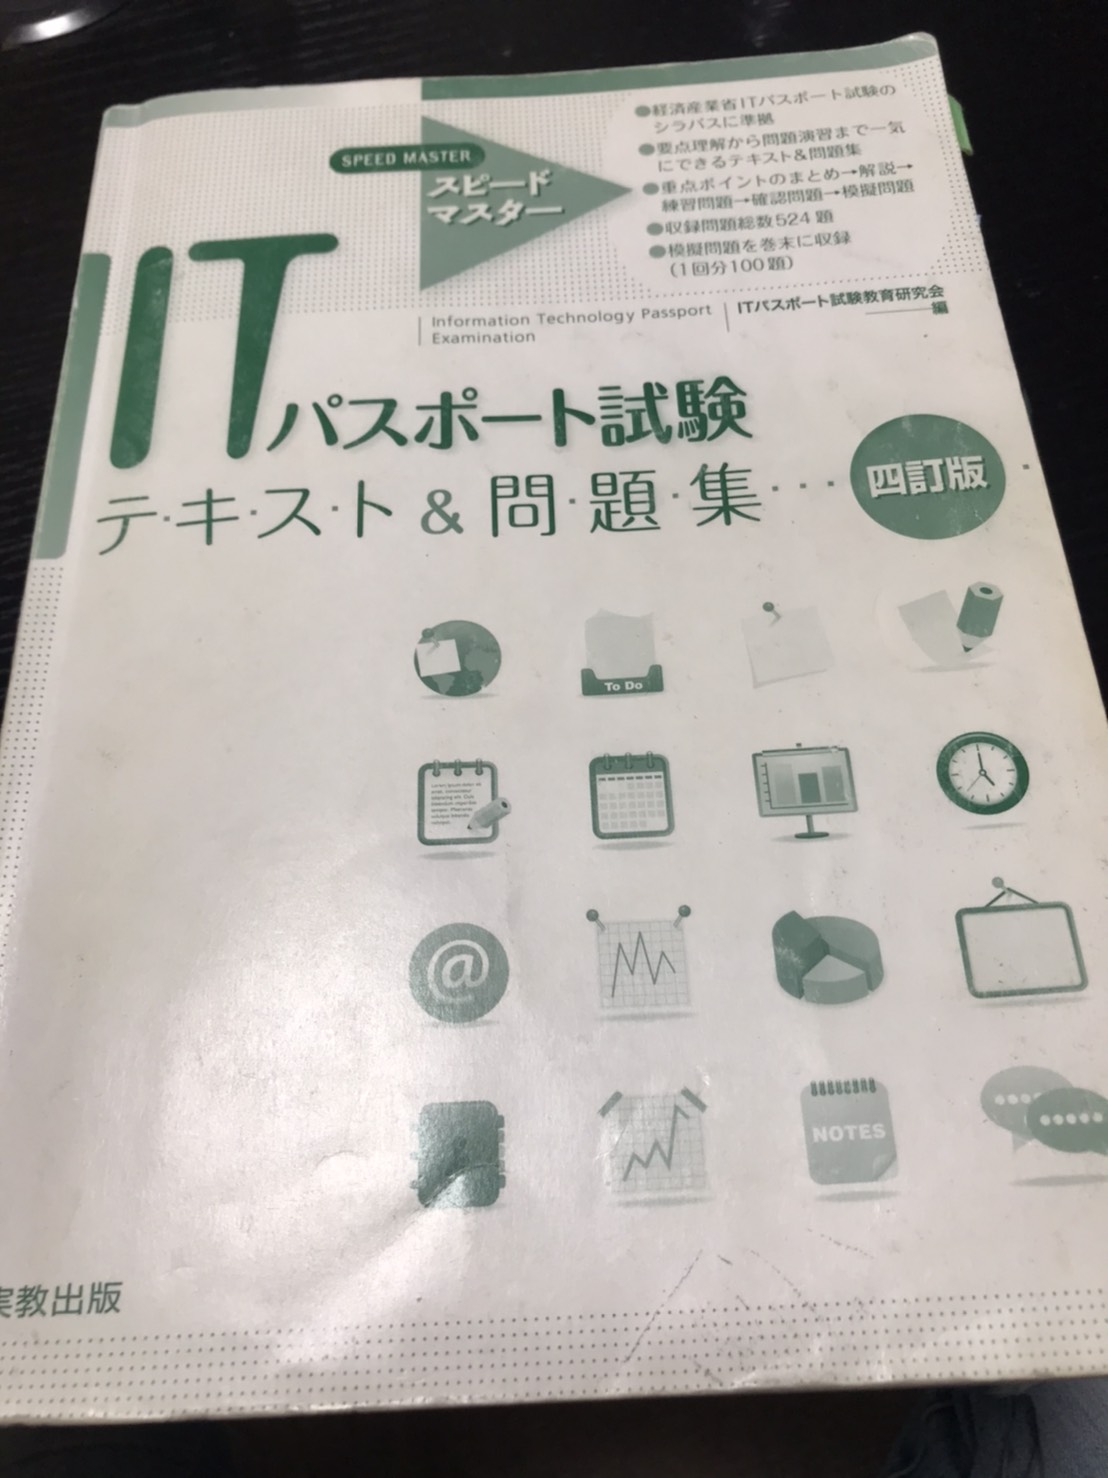 SPEED MASTER
スピード
マスター
●経済産業省ITパスポート試験の
シラバスに準拠
●要点理解から問題演習まで一気
にできるテキスト&問題集
●重点ポイントのまとめ→解説→
練習問題→確認問題→模擬問題
●収録問題総数524題
●模擬問題を巻末に収録
(1回分100題)
Information Technology Passport
Examination
ITパスポート試験教育研究会
編
ITパスポート試験
テ・キ・ス・ト&問・題・集・・・
四訂版
To Do
@
NOTES
実教出版